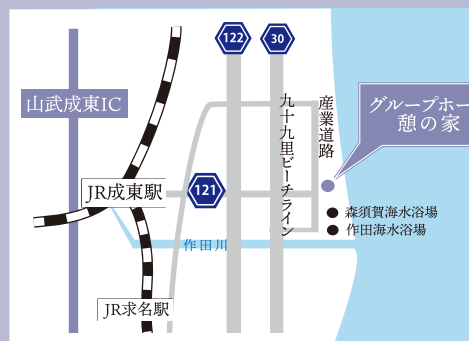 122
30
山武成東IC
九十九里ビーチライン
産業道路
グループホー
憩の家
JR成東駅
121
森須賀海水浴場
作田海水浴場
作田川
JR求名駅